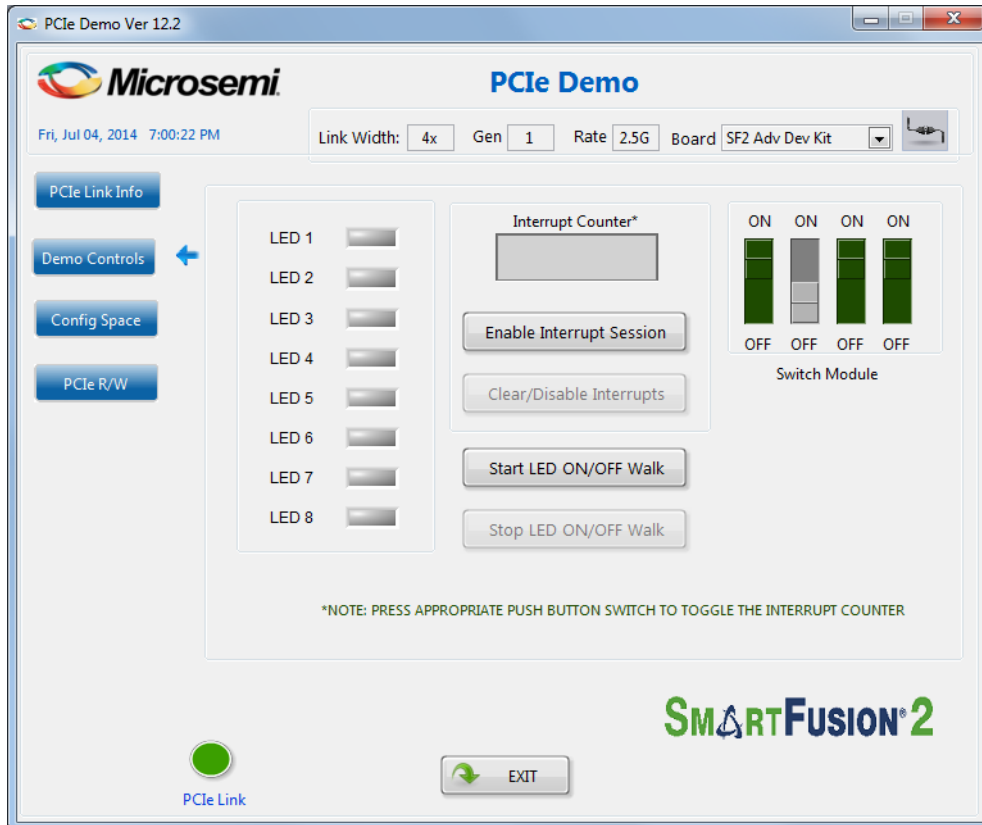 PCIe Demo Ver 12.2
X
Microsemi.
PCIe Demo
Fri, Jul 04, 2014 7:00:22 PM
Link Width: 4x Gen 1 Rate 2.5G Board SF2 Adv Dev Kit
PCIe Link Info
Demo Controls
Config Space
PCIe R/W
LED 1
LED 2
LED 3
LED 4
LED 5
LED 6
LED 7
LED 8
Interrupt Counter*
Enable Interrupt Session
Clear/Disable Interrupts
Start LED ON/OFF Walk
Stop LED ON/OFF Walk
ON ON ON ON
OFF OFF OFF OFF
Switch Module
*NOTE: PRESS APPROPRIATE PUSH BUTTON SWITCH TO TOGGLE THE INTERRUPT COUNTER
SMARTFUSION®2
PCIe Link
EXIT